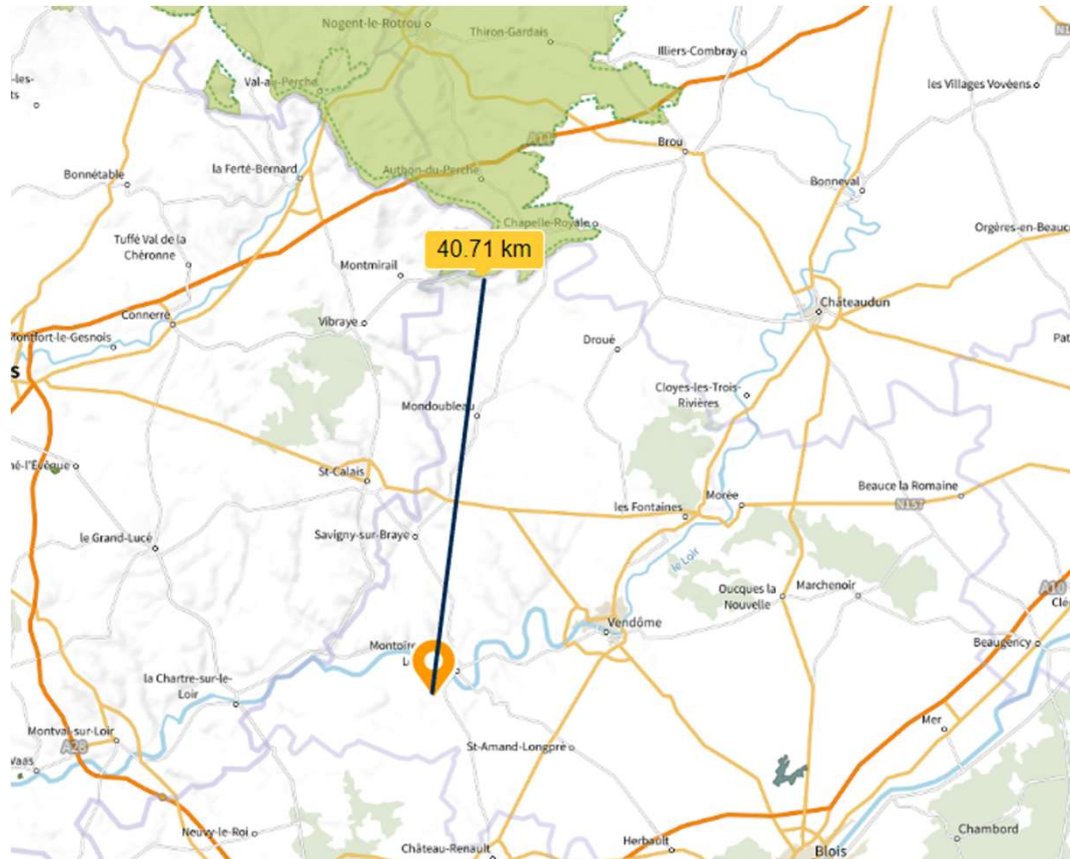 Nogent-le-Rotrou
Thiron-Gardais
Illiers-Combray
Val-au-Perche
les Villages Vovéens
A11
Brou
la Ferté-Bernard
Authon-du-Perche
Bonnétable
Bonneval
Chapelle-Royale
Orgères-en-Beauce
Tuffé Val de la
Chéronne
40.71 km
Montmirail
Châteaudun
Connerré
Vibraye
Montfort-le-Gesnois
Droué
Cloyes-les-Trois-
Rivières
Mondoubleau
St-Calais
Beauce la Romaine
Morée
les Fontaines
N157
Savigny-sur-Braye
le Grand-Lucé
le Loir
Oucques la
Nouvelle
Marchenoir
A10
Vendôme
Beaugency
la Chartre-sur-le-
Loir
Montval-sur-Loir
A28
Mer
St-Amand-Longpré
Vaas
Neuvy-le-Roi
Herbault
Chambord
Château-Renault
Blois